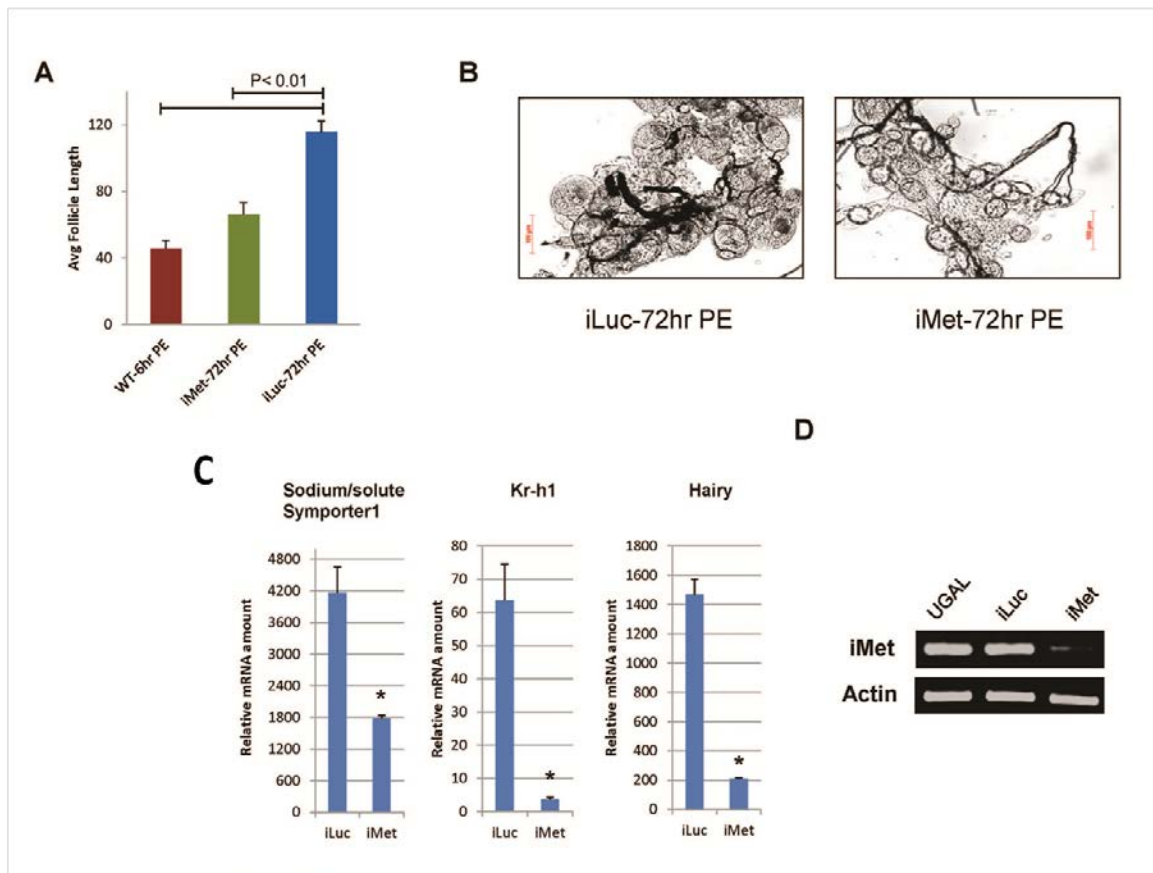 A
P< 0.01
Avg Follicle Length
120
80
40
0
WT-6hr PE
iMet-72hr PE
iLuc-72hr PE
B
100 µm
100 µm
iLuc-72hr PE
iMet-72hr PE
C
Sodium/solute
Symporter1
Relative mRNA amount
4800
4200
3600
3000
2400
1800
1200
600
0
*
iLuc
iMet
Kr-h1
Relative mRNA amount
80
70
60
50
40
30
20
10
0
*
iLuc
iMet
Hairy
Relative mRNA amount
1800
1600
1400
1200
1000
800
600
400
200
0
*
iLuc
iMet
D
UGAL
iLuc
iMet
iMet
Actin